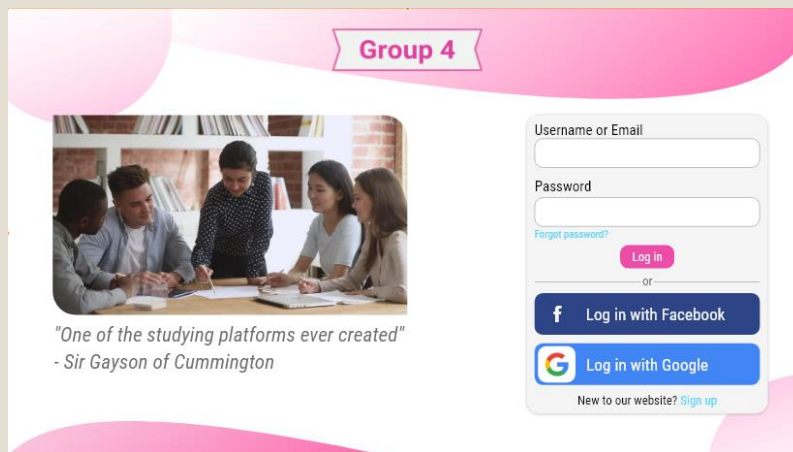 Group 4
"One of the studying platforms ever created"
- Sir Gayson of Cummington
Username or Email
Password
Forgot password?
Log in
or
f Log in with Facebook
G Log in with Google
New to our website? Sign up